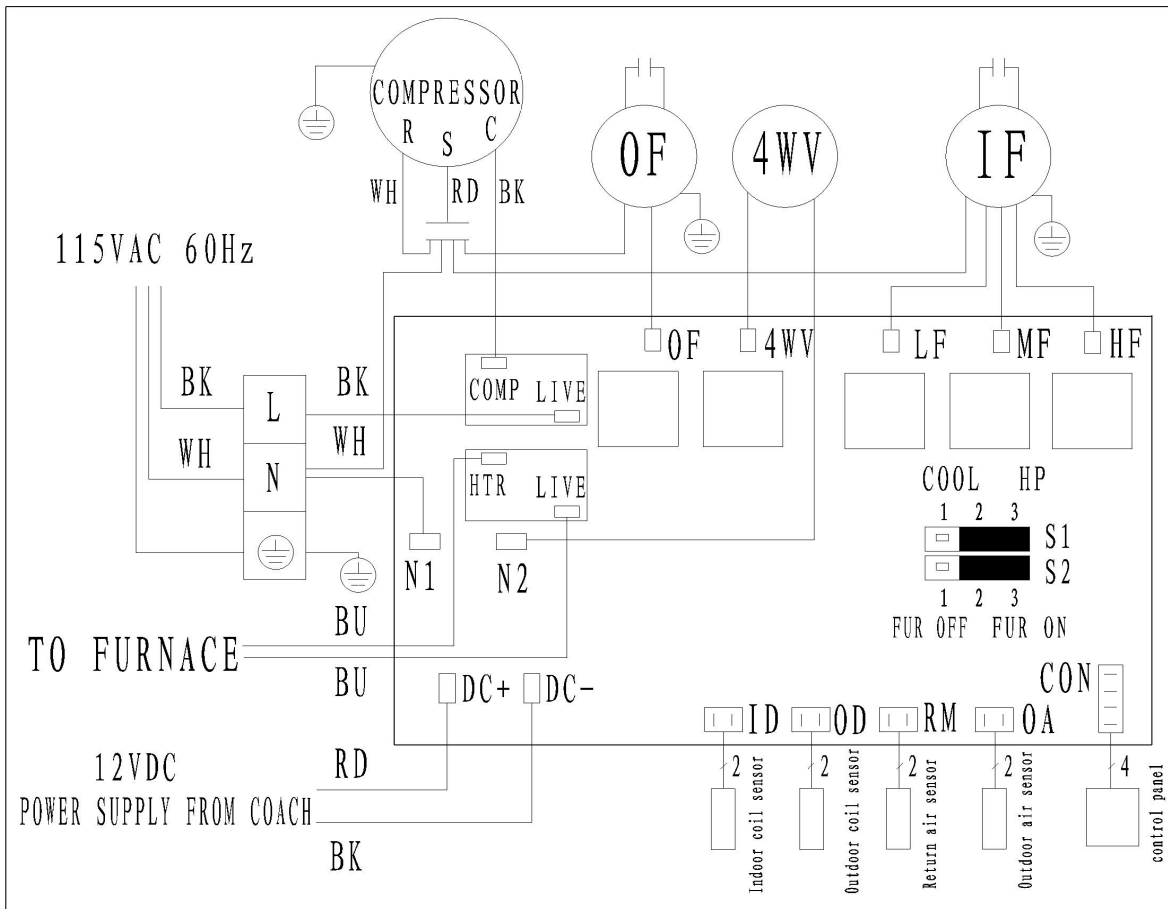 COMPRESSOR
R S C
OF
4WV
IF
WH RD BK
115VAC 60Hz
OF
4WV
LF
MF
HF
BK
L
BK
COMP LIVE
WH
N
WH
HTR LIVE
COOL HP
1 2 3
S1
S2
1 2 3
FUR OFF FUR ON
N1
N2
BU
TO FURNACE
BU
DC+
DC-
CON
ID
OD
RM
OA
12VDC
POWER SUPPLY FROM COACH
RD
BK
2
2
2
2
4
Indoor coil sensor
Outdoor coil sensor
Return air sensor
Outdoor air sensor
control panel